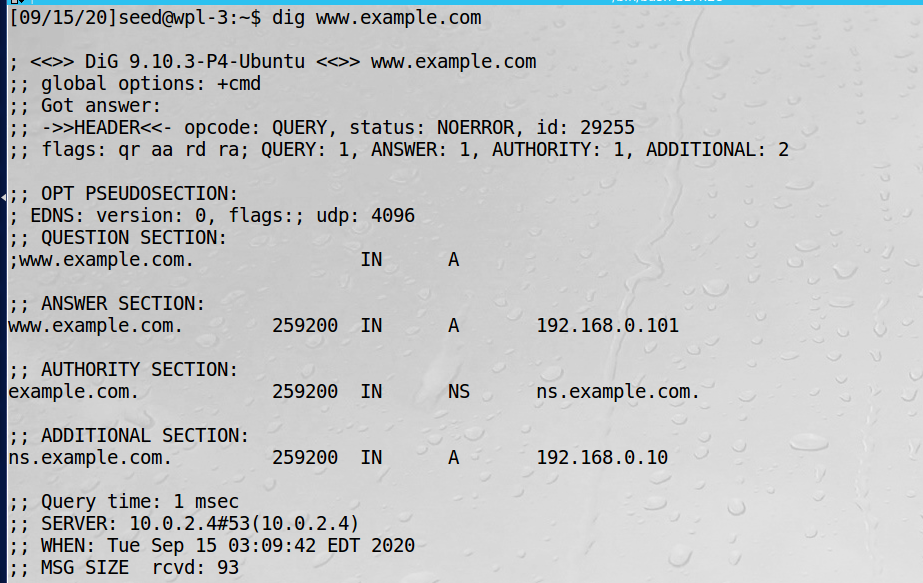 [09/15/20]seed@wpl-3:~$ dig www.example.com
; <<>> DiG 9.10.3-P4-Ubuntu <<>> www.example.com
;; global options: +cmd
;; Got answer:
;; ->>HEADER<<- opcode: QUERY, status: NOERROR, id: 29255
;; flags: qr aa rd ra; QUERY: 1, ANSWER: 1, AUTHORITY: 1, ADDITIONAL: 2
;; OPT PSEUDOSECTION:
; EDNS: version: 0, flags:; udp: 4096
;; QUESTION SECTION:
;www.example.com. IN A
;; ANSWER SECTION:
www.example.com. 259200 IN A 192.168.0.101
;; AUTHORITY SECTION:
example.com. 259200 IN NS ns.example.com.
;; ADDITIONAL SECTION:
ns.example.com. 259200 IN A 192.168.0.10
;; Query time: 1 msec
;; SERVER: 10.0.2.4#53(10.0.2.4)
;; WHEN: Tue Sep 15 03:09:42 EDT 2020
;; MSG SIZE rcvd: 93